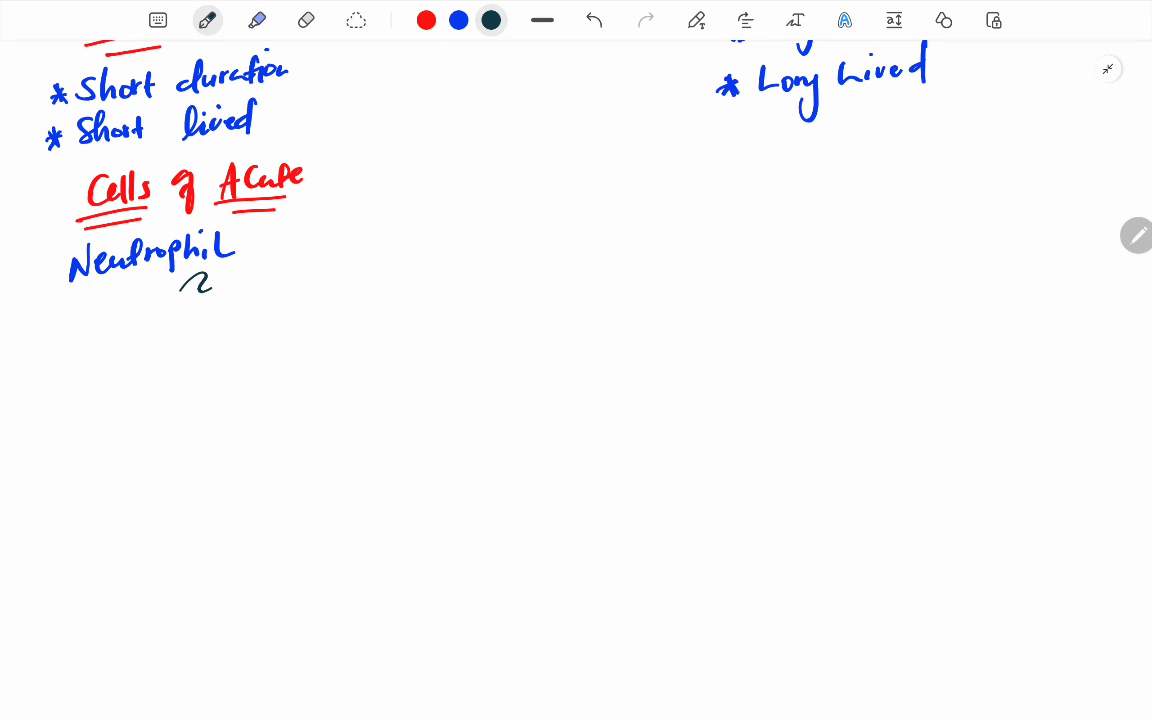 * Short duration
* Short lived
* Long Lived
Cells of Acute
Neutrophil